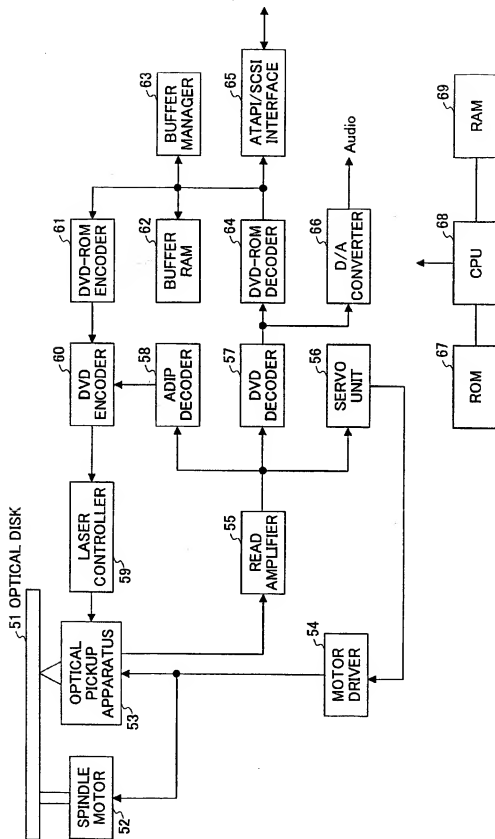 51 OPTICAL DISK
SPINDLE
MOTOR
52
OPTICAL
PICKUP
APPARATUS
53
LASER
CONTROLLER
59
DVD
ENCODER
60
DVD-ROM
ENCODER
61
BUFFER
MANAGER
63
BUFFER
RAM
62
ADIP
DECODER
58
READ
AMPLIFIER
55
DVD
DECODER
57
DVD-ROM
DECODER
64
ATAPI/SCSI
INTERFACE
65
D/A
CONVERTER
66
Audio
SERVO
UNIT
56
MOTOR
DRIVER
54
ROM
67
CPU
68
RAM
69